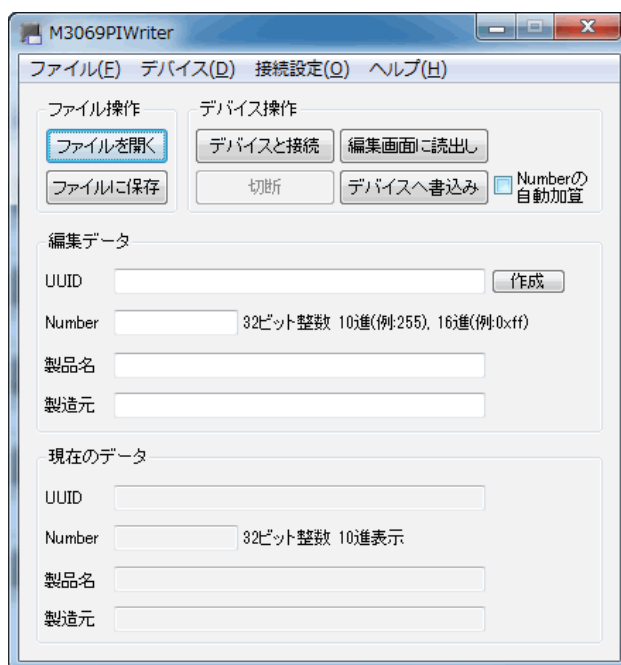 M3069PIWriter
ファイル(F) デバイス(D) 接続設定(O) ヘルプ(H)
ファイル操作 デバイス操作
ファイルを開く デバイスと接続 編集画面に読出し
ファイルに保存 切断 デバイスへ書込み Numberの
自動加算
編集データ
UUID 作成
Number 32ビット整数 10進(例:255), 16進(例:0xff)
製品名
製造元
現在のデータ
UUID
Number 32ビット整数 10進表示
製品名
製造元